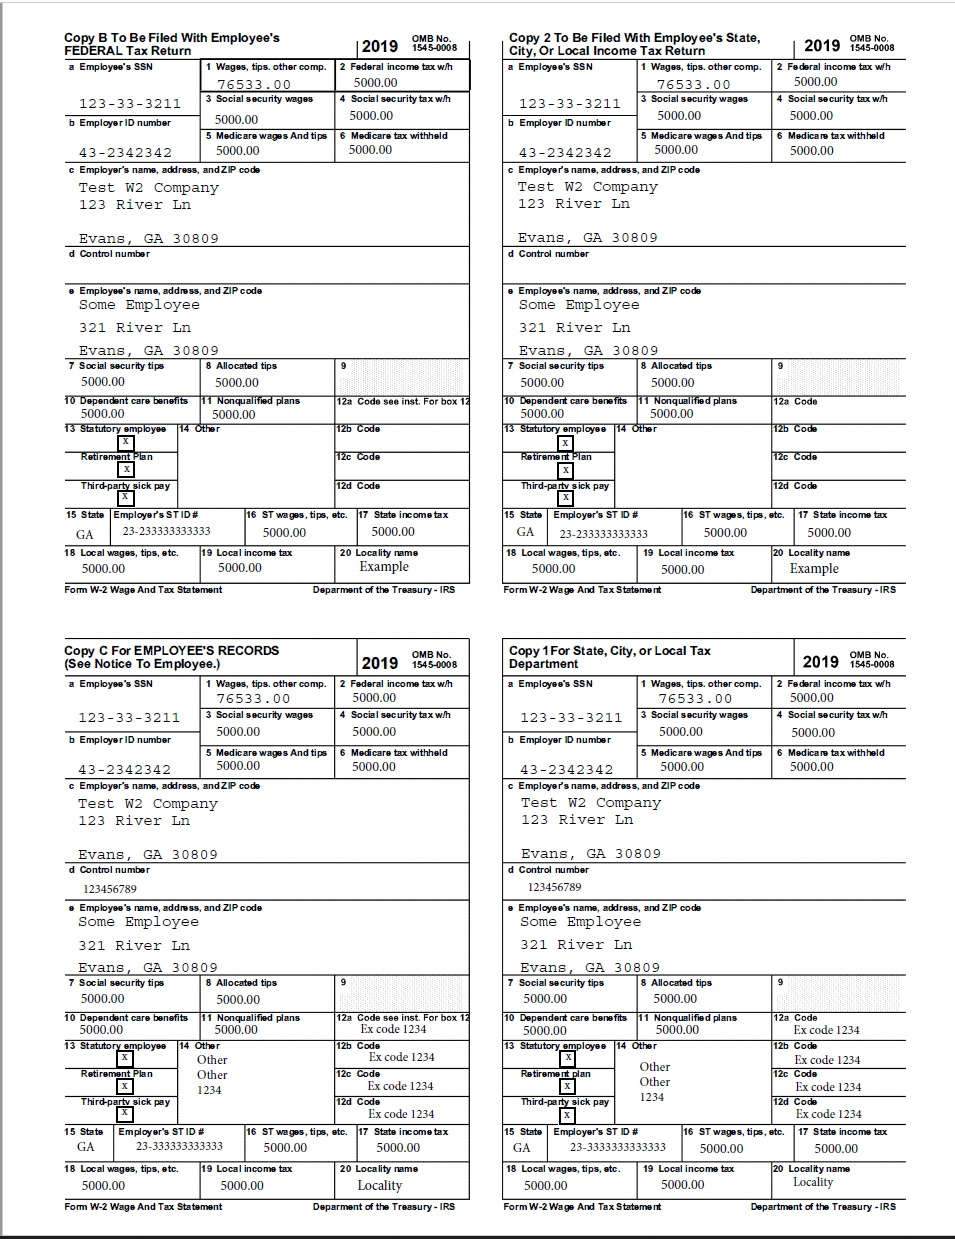 Copy B To Be Filed With Employee's
FEDERAL Tax Return
2019
OMB No.
1545-0008
a Employee's SSN
1 Wages, tips. other comp.
2 Federal income tax w/h
123-33-3211
76533.00
5000.00
3 Social security wages
4 Social security tax w/h
5000.00
5000.00
b Employer ID number
5 Medicare wages And tips
6 Medicare tax withheld
43-2342342
5000.00
5000.00
c Employer's name, address, and ZIP code
Test W2 Company
123 River Ln
Evans, GA 30809
d Control number
e Employee's name, address, and ZIP code
Some Employee
321 River Ln
Evans, GA 30809
7 Social security tips
8 Allocated tips
9
5000.00
5000.00
10 Dependent care benefits
11 Nonqualified plans
12a Code see inst. For box 12
5000.00
5000.00
13 Statutory employee
14 Other
12b Code
x
Retirement Plan
12c Code
x
Third-party sick pay
12d Code
x
15 State
Employer's ST ID #
16 ST wages, tips, etc.
17 State income tax
GA
23-233333333333
5000.00
5000.00
18 Local wages, tips, etc.
19 Local income tax
20 Locality name
5000.00
5000.00
Example
Form W-2 Wage And Tax Statement
Department of the Treasury - IRS
Copy 2 To Be Filed With Employee's State,
City, Or Local Income Tax Return
2019
OMB No.
1545-0008
a Employee's SSN
1 Wages, tips. other comp.
2 Federal income tax w/h
123-33-3211
76533.00
5000.00
3 Social security wages
4 Social security tax w/h
5000.00
5000.00
b Employer ID number
5 Medicare wages And tips
6 Medicare tax withheld
43-2342342
5000.00
5000.00
c Employer's name, address, and ZIP code
Test W2 Company
123 River Ln
Evans, GA 30809
d Control number
e Employee's name, address, and ZIP code
Some Employee
321 River Ln
Evans, GA 30809
7 Social security tips
8 Allocated tips
9
5000.00
5000.00
10 Dependent care benefits
11 Nonqualified plans
12a Code
5000.00
5000.00
13 Statutory employee
14 Other
12b Code
x
Retirement Plan
12c Code
x
Third-party sick pay
12d Code
x
15 State
Employer's ST ID #
16 ST wages, tips, etc.
17 State income tax
GA
23-233333333333
5000.00
5000.00
18 Local wages, tips, etc.
19 Local income tax
20 Locality name
5000.00
5000.00
Example
Form W-2 Wage And Tax Statement
Department of the Treasury - IRS
Copy C For EMPLOYEE'S RECORDS
(See Notice To Employee.)
2019
OMB No.
1545-0008
a Employee's SSN
1 Wages, tips. other comp.
2 Federal income tax w/h
123-33-3211
76533.00
5000.00
3 Social security wages
4 Social security tax w/h
5000.00
5000.00
b Employer ID number
5 Medicare wages And tips
6 Medicare tax withheld
43-2342342
5000.00
5000.00
c Employer's name, address, and ZIP code
Test W2 Company
123 River Ln
Evans, GA 30809
d Control number
123456789
e Employee's name, address, and ZIP code
Some Employee
321 River Ln
Evans, GA 30809
7 Social security tips
8 Allocated tips
9
5000.00
5000.00
10 Dependent care benefits
11 Nonqualified plans
12a Code see inst. For box 12
5000.00
5000.00
Ex code 1234
13 Statutory employee
14 Other
12b Code
x
Other
Other
1234
Ex code 1234
Retirement Plan
12c Code
x
Ex code 1234
Third-party sick pay
12d Code
x
Ex code 1234
15 State
Employer's ST ID #
16 ST wages, tips, etc.
17 State income tax
GA
23-333333333333
5000.00
5000.00
18 Local wages, tips, etc.
19 Local income tax
20 Locality name
5000.00
5000.00
Locality
Form W-2 Wage And Tax Statement
Department of the Treasury - IRS
Copy 1 For State, City, or Local Tax
Department
2019
OMB No.
1545-0008
a Employee's SSN
1 Wages, tips. other comp.
2 Federal income tax w/h
123-33-3211
76533.00
5000.00
3 Social security wages
4 Social security tax w/h
5000.00
5000.00
b Employer ID number
5 Medicare wages And tips
6 Medicare tax withheld
43-2342342
5000.00
5000.00
c Employer's name, address, and ZIP code
Test W2 Company
123 River Ln
Evans, GA 30809
d Control number
123456789
e Employee's name, address, and ZIP code
Some Employee
321 River Ln
Evans, GA 30809
7 Social security tips
8 Allocated tips
9
5000.00
5000.00
10 Dependent care benefits
11 Nonqualified plans
12a Code
5000.00
5000.00
Ex code 1234
13 Statutory employee
14 Other
12b Code
x
Other
Other
1234
Ex code 1234
Retirement plan
12c Code
x
Ex code 1234
Third-party sick pay
12d Code
x
Ex code 1234
15 State
Employer's ST ID #
16 ST wages, tips, etc.
17 State income tax
GA
23-3333333333333
5000.00
5000.00
18 Local wages, tips, etc.
19 Local income tax
20 Locality name
5000.00
5000.00
Locality
Form W-2 Wage And Tax Statement
Department of the Treasury - IRS